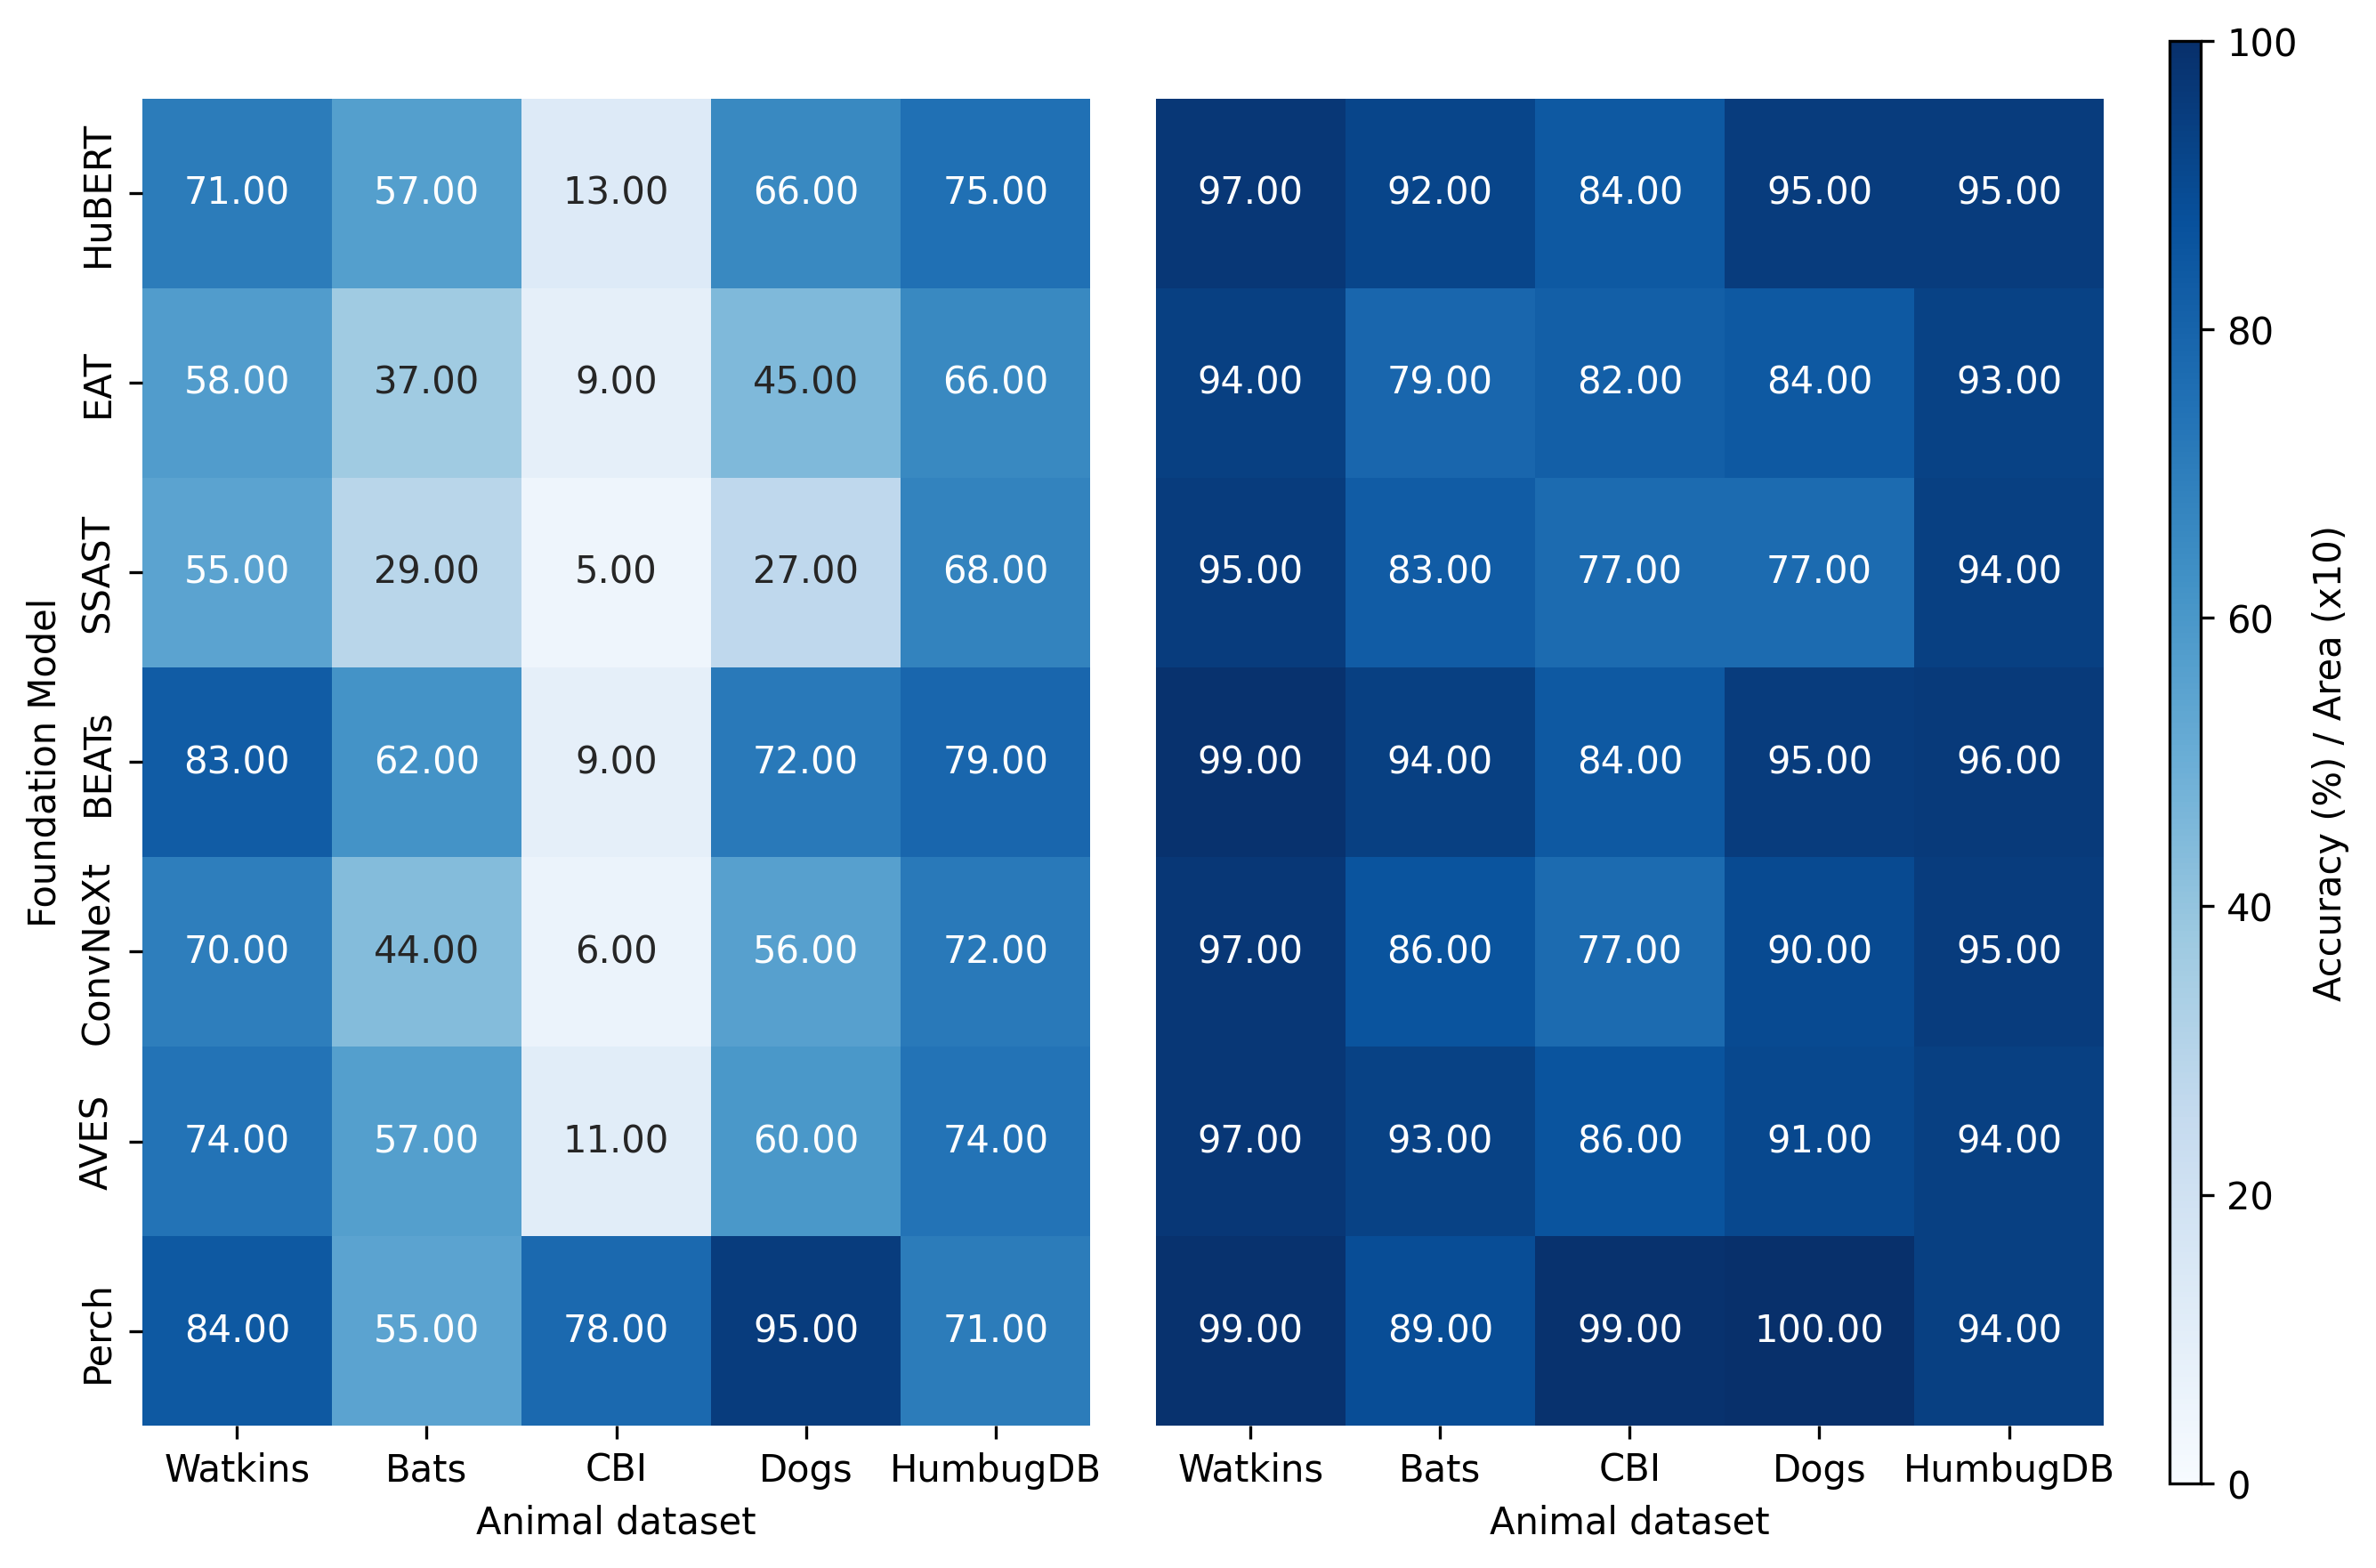 Foundation Model
HuBERT 71.00 57.00 13.00 66.00 75.00 97.00 92.00 84.00 95.00 95.00
EAT 58.00 37.00 9.00 45.00 66.00 94.00 79.00 82.00 84.00 93.00
SSAST 55.00 29.00 5.00 27.00 68.00 95.00 83.00 77.00 77.00 94.00
BEATs 83.00 62.00 9.00 72.00 79.00 99.00 94.00 84.00 95.00 96.00
ConvNeXt 70.00 44.00 6.00 56.00 72.00 97.00 86.00 77.00 90.00 95.00
AVES 74.00 57.00 11.00 60.00 74.00 97.00 93.00 86.00 91.00 94.00
Perch 84.00 55.00 78.00 95.00 71.00 99.00 89.00 99.00 100.00 94.00
Watkins Bats CBI Dogs HumbugDB Watkins Bats CBI Dogs HumbugDB
Animal dataset Animal dataset
100
80
60
40
20
0
Accuracy (%) / Area (x10)